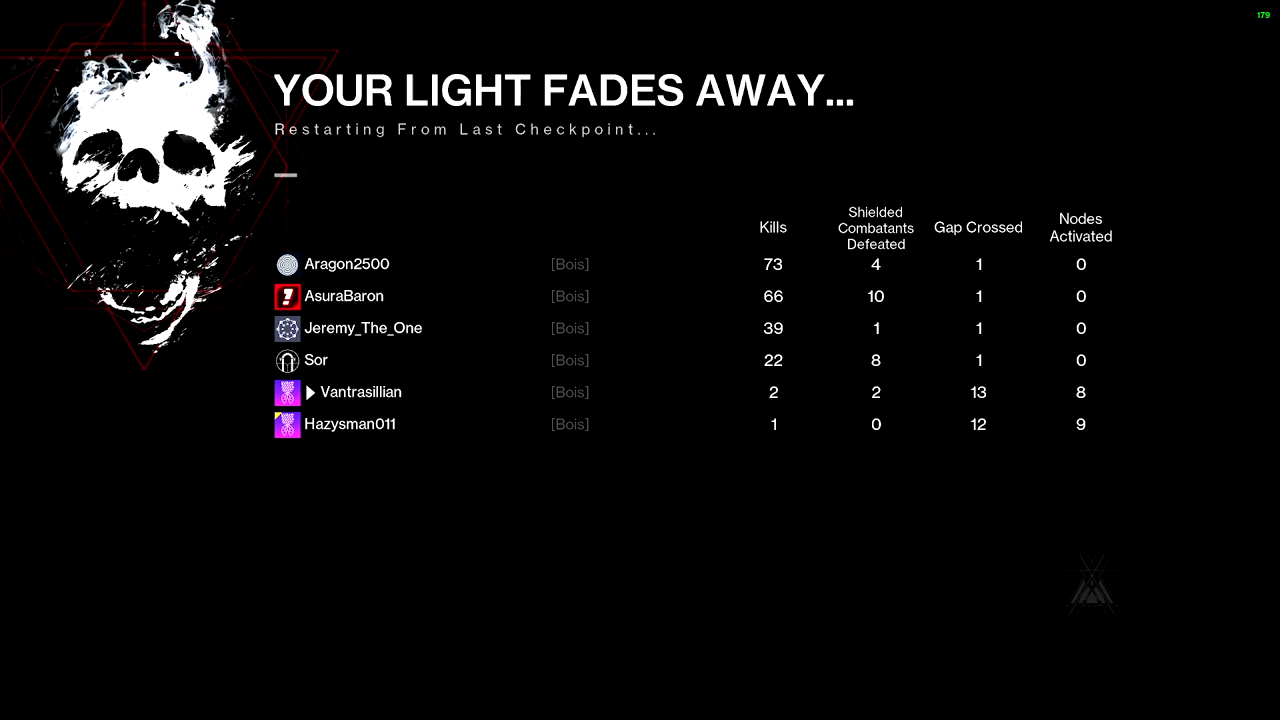 179
YOUR LIGHT FADES AWAY...
Restarting From Last Checkpoint...
Kills Shielded Combatants Defeated Gap Crossed Nodes Activated
Aragon2500 [Bois] 73 4 1 0
AsuraBaron [Bois] 66 10 1 0
Jeremy_The_One [Bois] 39 1 1 0
Sor [Bois] 22 8 1 0
Vantrasillian [Bois] 2 2 13 8
Hazysman011 [Bois] 1 0 12 9